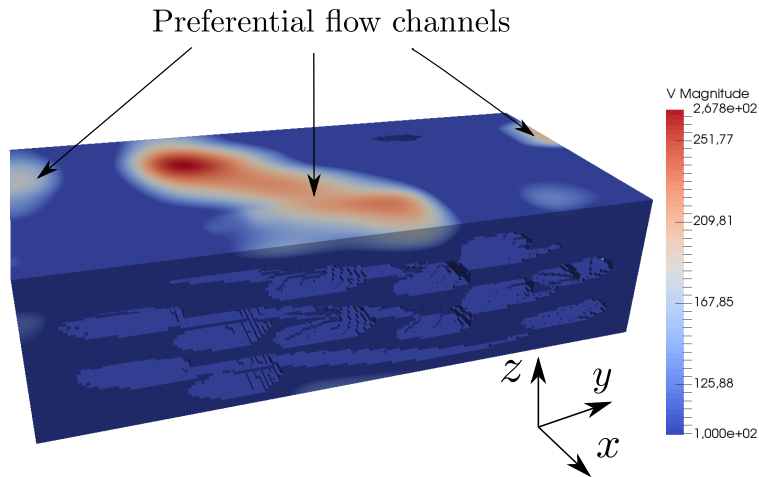 Preferential flow channels
V Magnitude
2,678e+02
251,77
209,81
167,85
125,88
1,000e+02
z
y
x